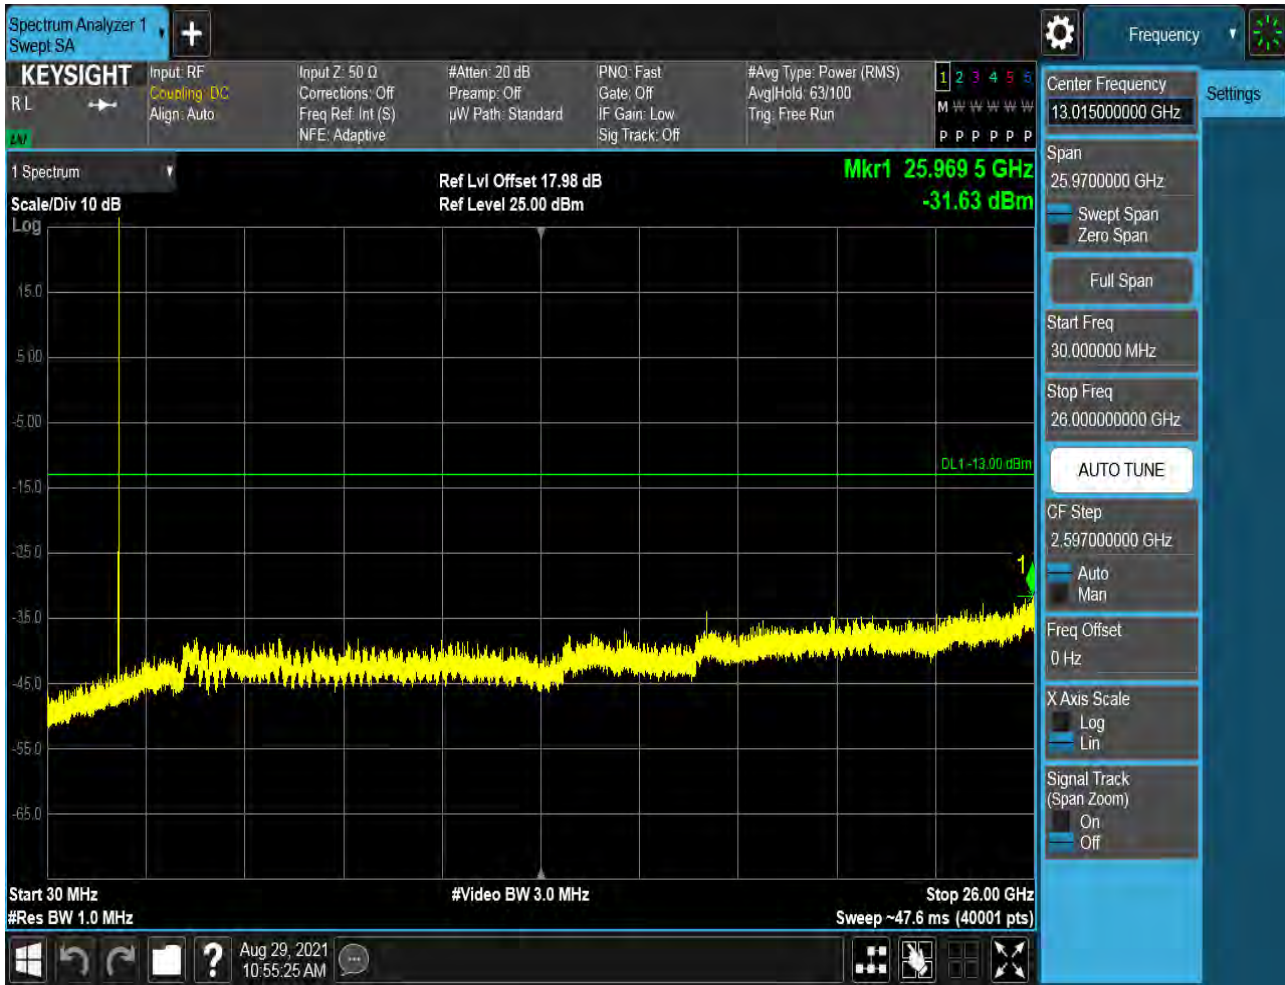 Spectrum Analyzer 1
Swept SA
Frequency
KEYSIGHT
R L
Input: RF
Coupling: DC
Align: Auto
Input Z: 50 Ω
Corrections: Off
Freq Ref: Int (S)
NFE: Adaptive
#Atten: 20 dB
Preamp: Off
µW Path: Standard
PNO: Fast
Gate: Off
IF Gain: Low
Sig Track: Off
#Avg Type: Power (RMS)
Avg|Hold: 63/100
Trig: Free Run
1 2 3 4 5 6
M W W W W W
P P P P P P
1 Spectrum
Scale/Div 10 dB
Log
Ref Lvl Offset 17.98 dB
Ref Level 25.00 dBm
Mkr1 25.969 5 GHz
-31.63 dBm
15.0
5.00
-5.00
-15.0
-25.0
-35.0
-45.0
-55.0
-65.0
DL1 -13.00 dBm
1
Start 30 MHz
#Res BW 1.0 MHz
#Video BW 3.0 MHz
Stop 26.00 GHz
Sweep ~47.6 ms (40001 pts)
Aug 29, 2021
10:55:25 AM
Center Frequency
13.015000000 GHz
Settings
Span
25.9700000 GHz
Swept Span
Zero Span
Full Span
Start Freq
30.000000 MHz
Stop Freq
26.000000000 GHz
AUTO TUNE
CF Step
2.597000000 GHz
Auto
Man
Freq Offset
0 Hz
X Axis Scale
Log
Lin
Signal Track
(Span Zoom)
On
Off